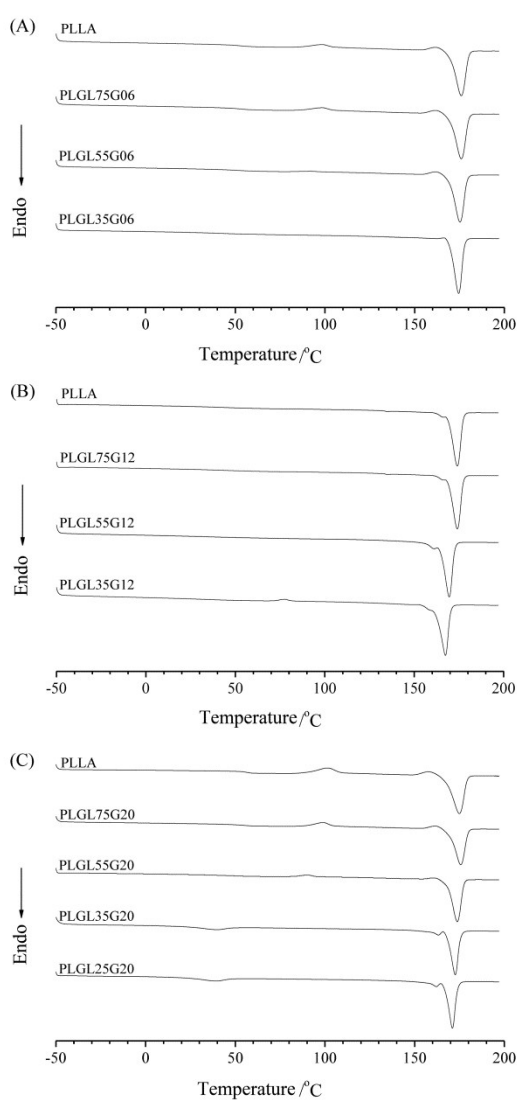 (A)
PLLA
PLGL75G06
PLGL55G06
PLGL35G06
Endo
-50 0 50 100 150 200
Temperature /°C
(B)
PLLA
PLGL75G12
PLGL55G12
PLGL35G12
Endo
-50 0 50 100 150 200
Temperature /°C
(C)
PLLA
PLGL75G20
PLGL55G20
PLGL35G20
PLGL25G20
Endo
-50 0 50 100 150 200
Temperature /°C